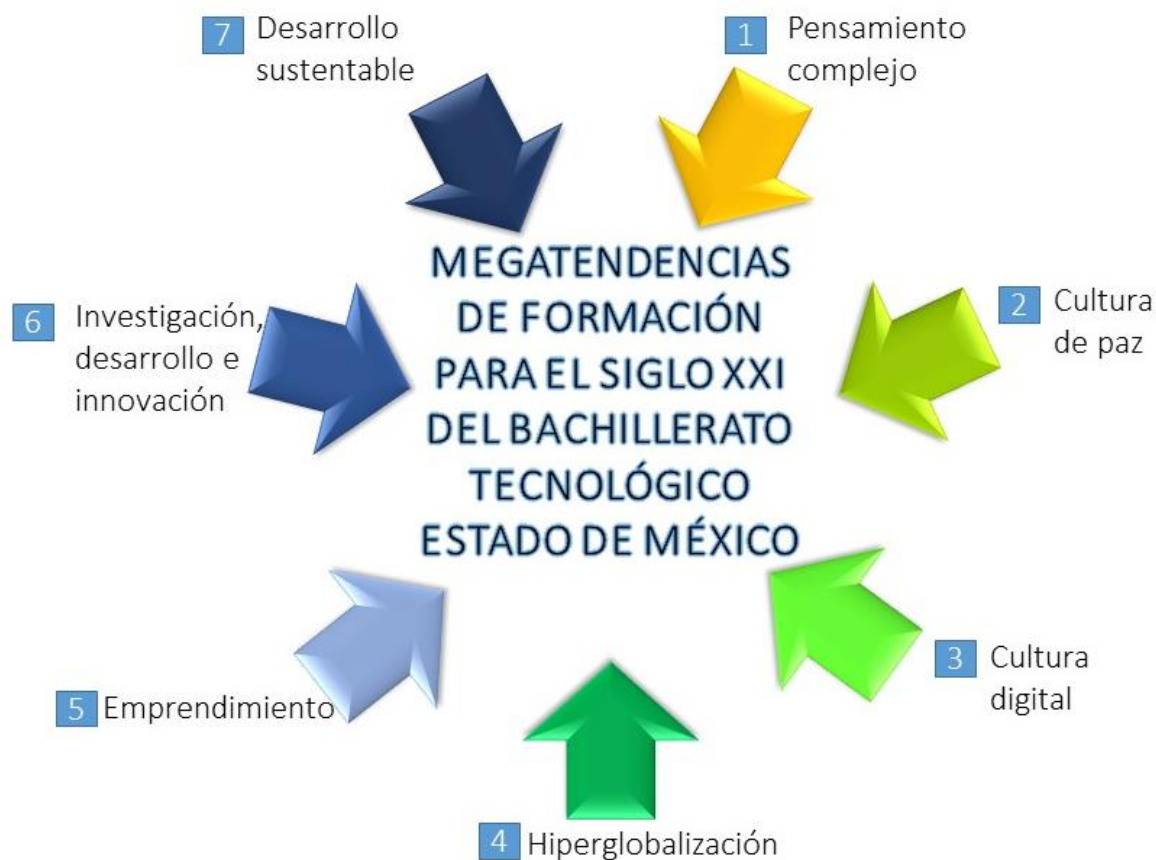 MEGATENDENCIAS
DE FORMACIÓN
PARA EL SIGLO XXI
DEL BACHILLERATO
TECNOLÓGICO
ESTADO DE MÉXICO
1 Pensamiento
complejo
2 Cultura
de paz
3 Cultura
digital
4 Hiperglobalización
5 Emprendimiento
6 Investigación,
desarrollo e
innovación
7 Desarrollo
sustentable